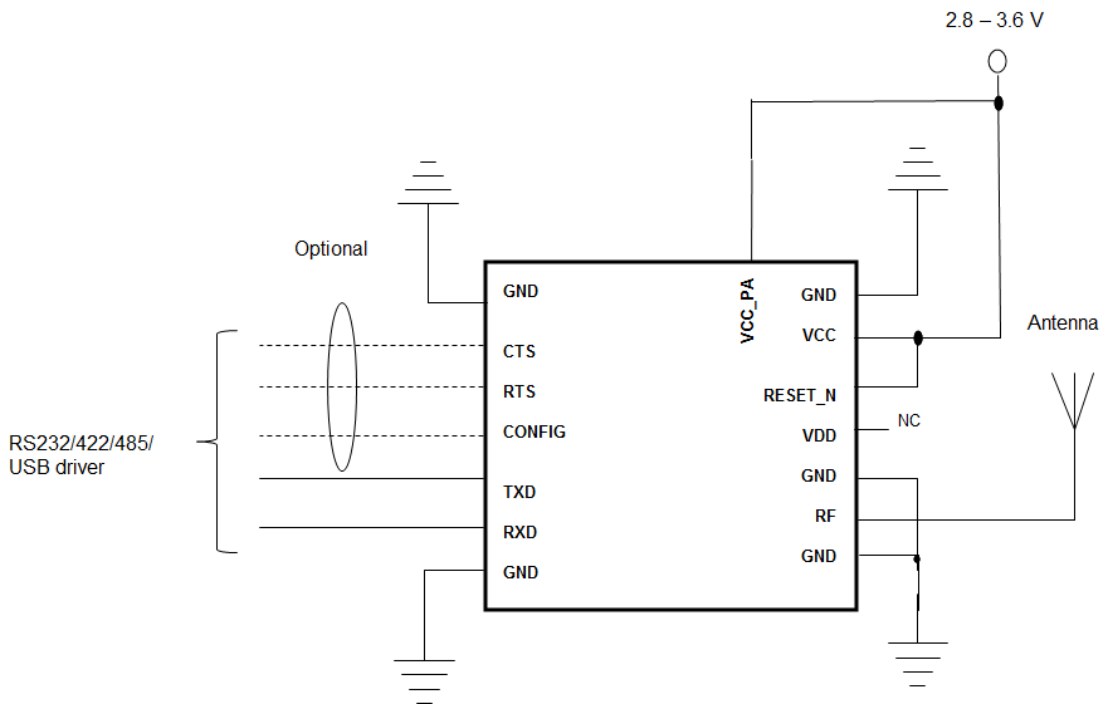 2.8 – 3.6 V
Optional
Antenna
RS232/422/485/
USB driver
GND
CTS
RTS
CONFIG
TXD
RXD
GND
VCC_PA
GND
VCC
RESET_N
VDD
NC
GND
RF
GND